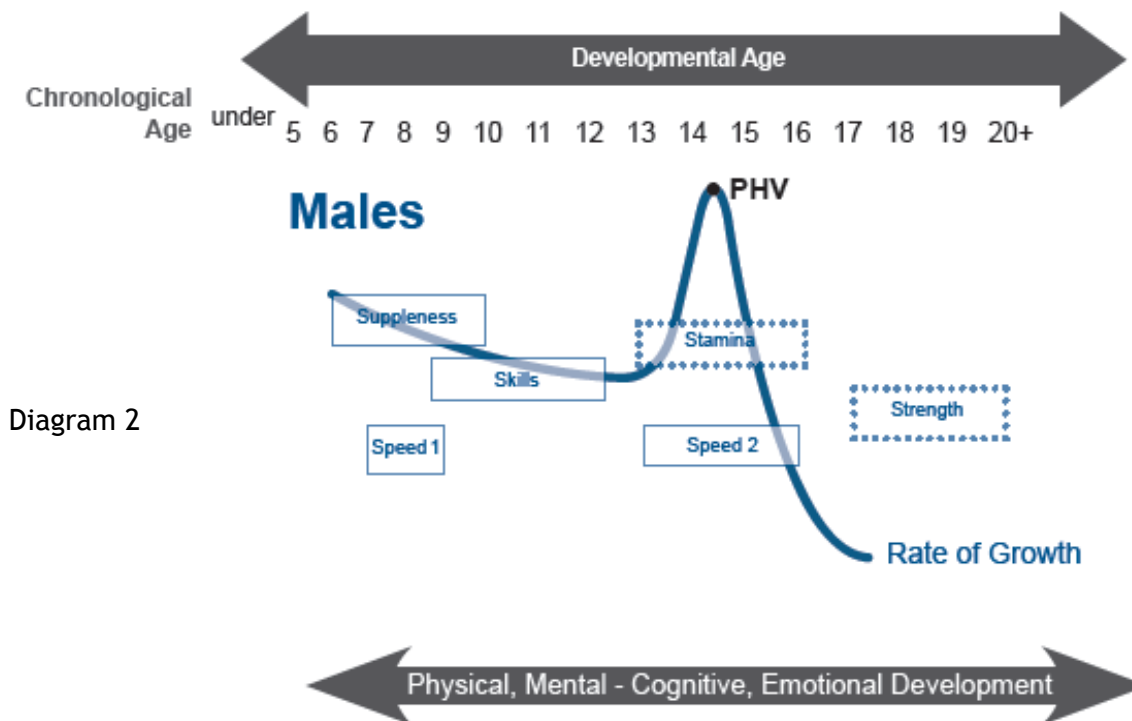 Developmental Age
Chronological
Age
under 5 6 7 8 9 10 11 12 13 14 15 16 17 18 19 20+
PHV
Males
Suppleness
Stamina
Skills
Strength
Diagram 2
Speed 1
Speed 2
Rate of Growth
Physical, Mental - Cognitive, Emotional Development